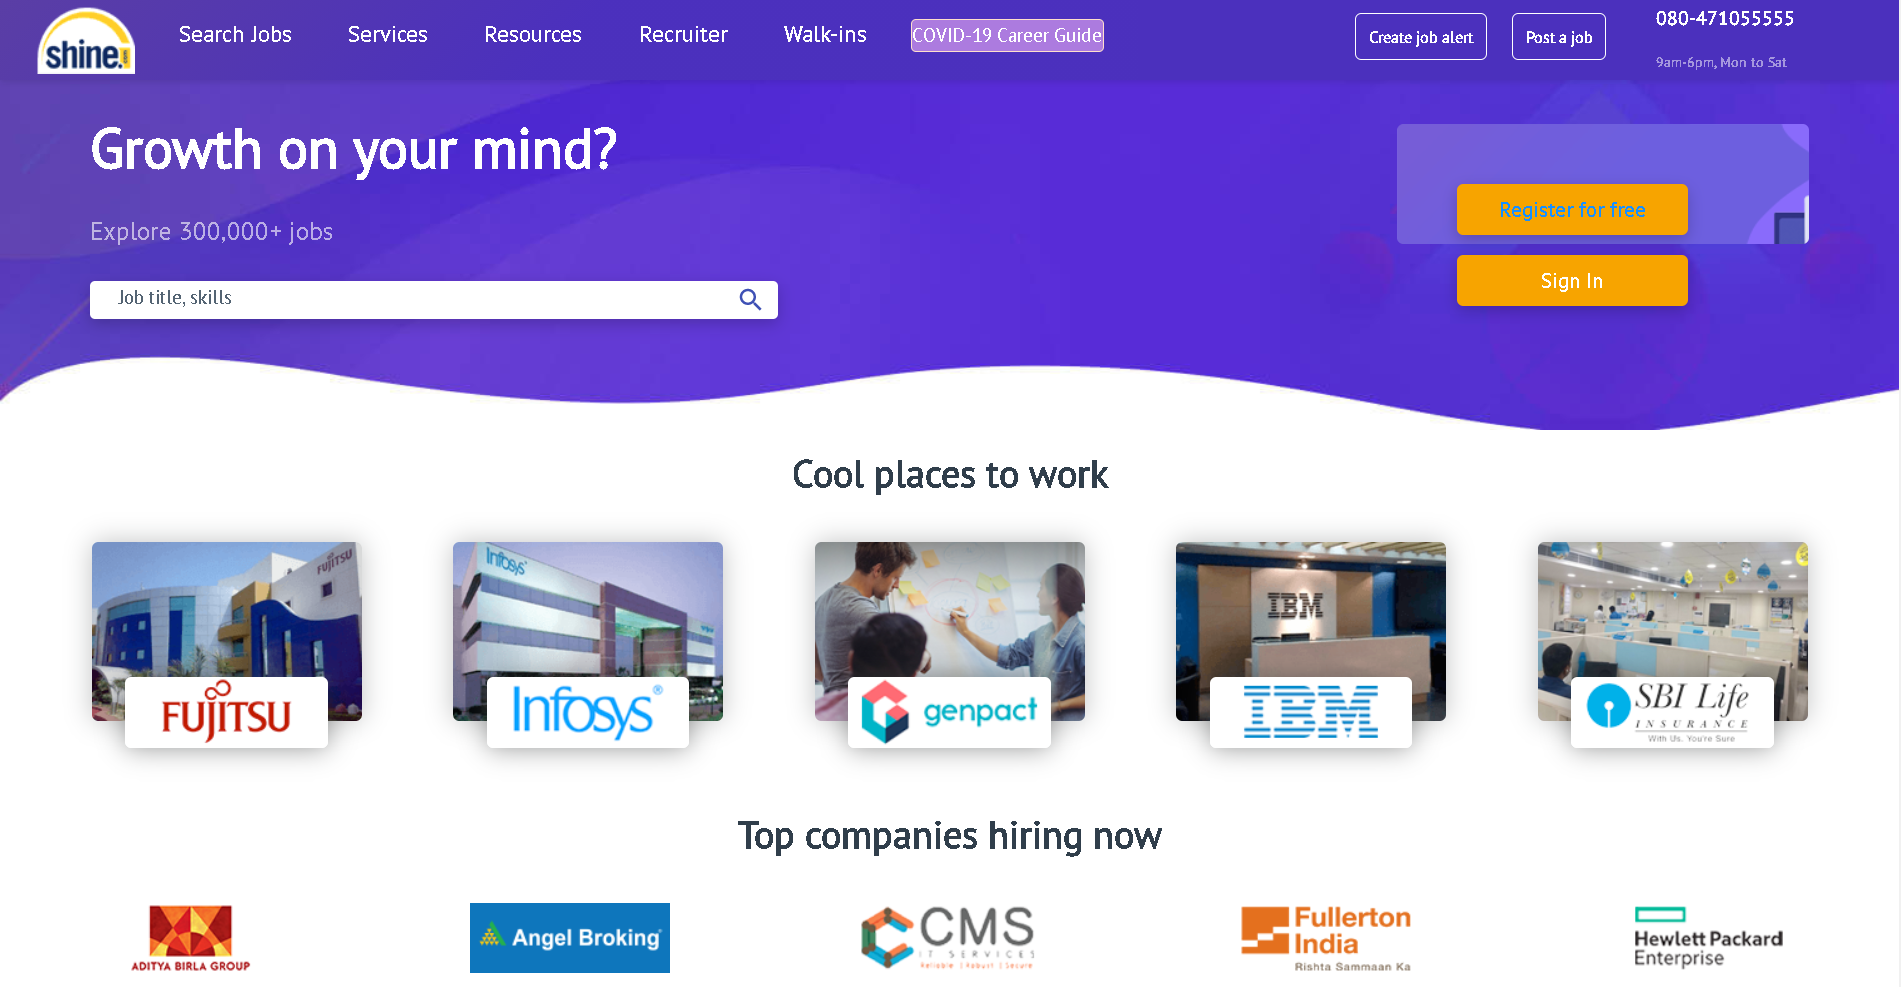 shine.com
Search Jobs
Services
Resources
Recruiter
Walk-ins
COVID-19 Career Guide
Create job alert
Post a job
080-471055555
9am-6pm, Mon to Sat
Growth on your mind?
Explore 300,000+ jobs
Job title, skills
Register for free
Sign In
Cool places to work
FUJITSU
FUJITSU
Infosys
Infosys®
genpact
IBM
IBM
SBI Life
INSURANCE
With Us, You're Sure
Top companies hiring now
ADITYA BIRLA GROUP
Angel Broking
CMS
IT SERVICES
Reliable | Robust | Secure
Fullerton
India
Rishta Sammaan Ka
Hewlett Packard
Enterprise